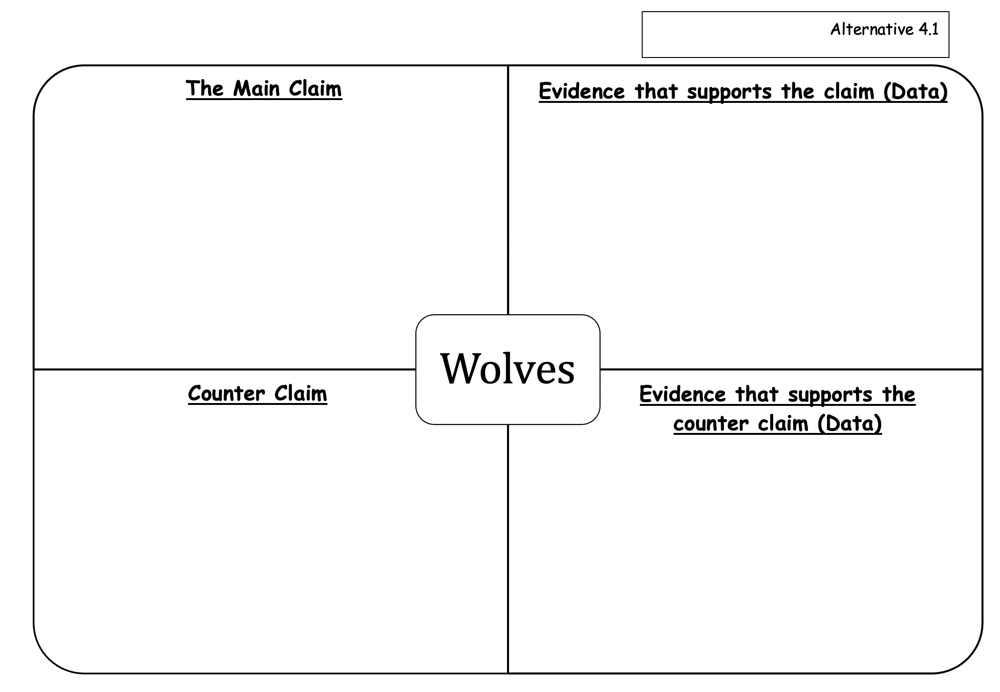 Alternative 4.1
The Main Claim
Evidence that supports the claim (Data)
Wolves
Counter Claim
Evidence that supports the
counter claim (Data)